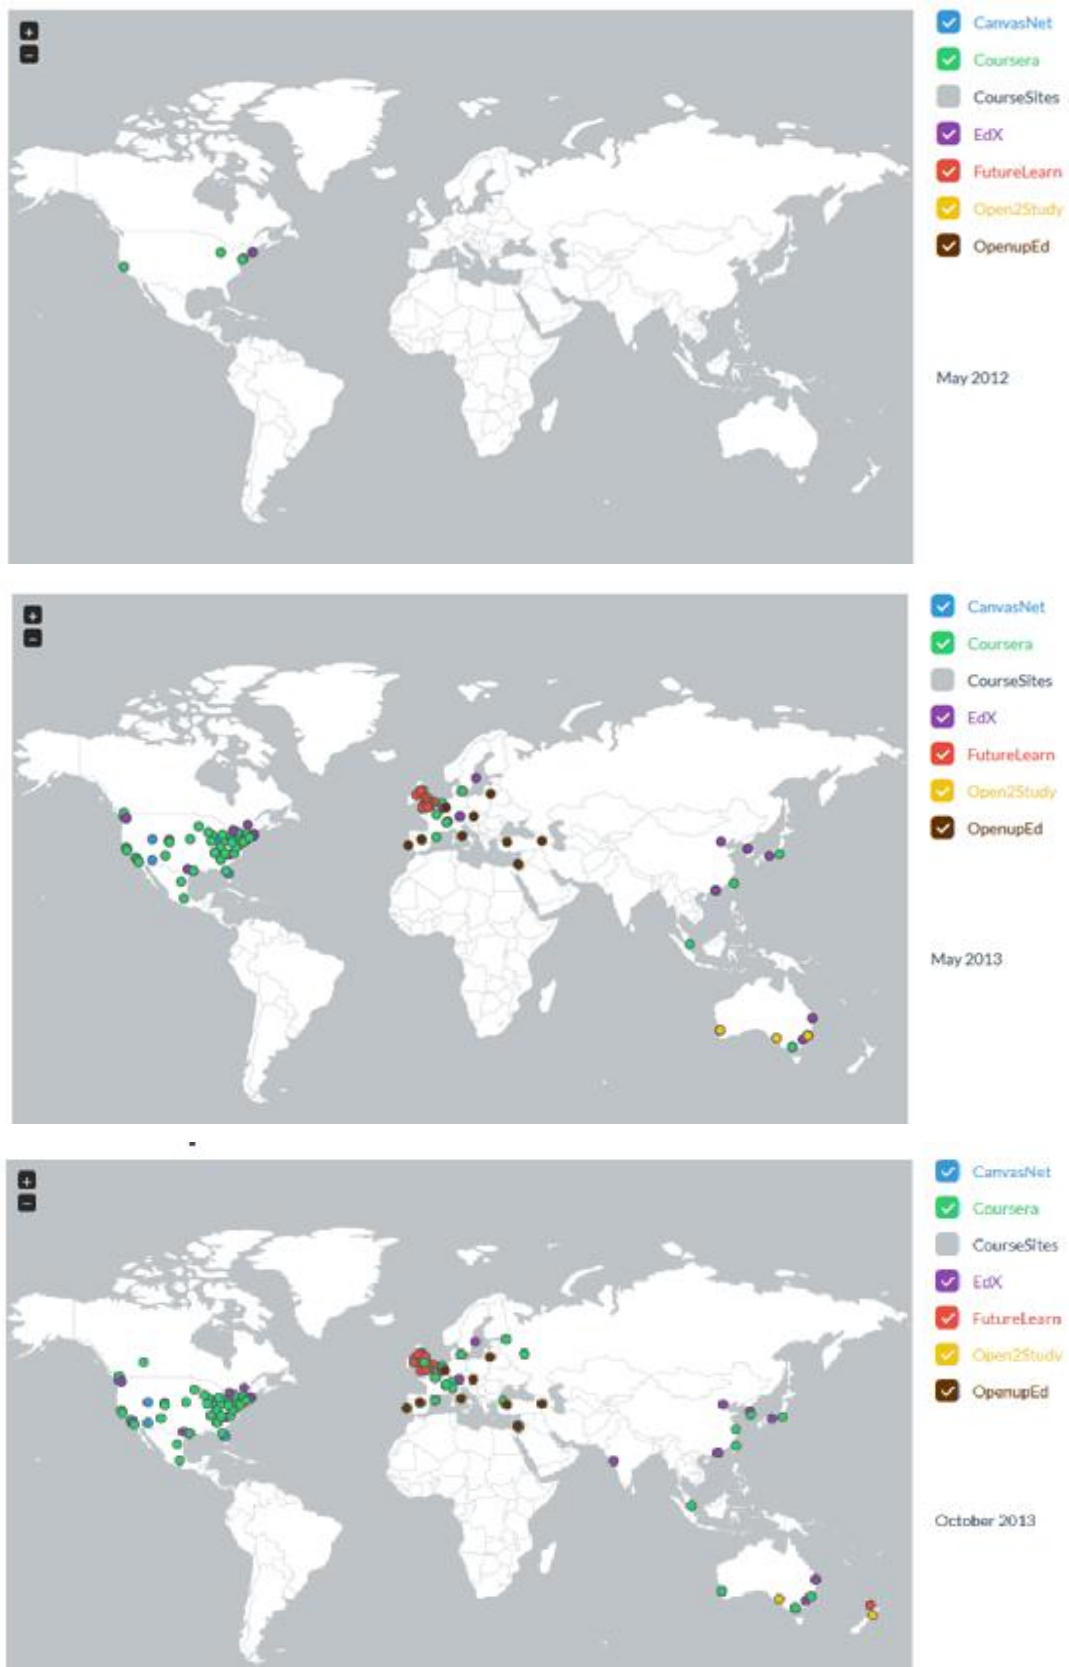 +
−
CanvasNet
Coursera
CourseSites
EdX
FutureLearn
Open2Study
OpenupEd
May 2012
+
−
CanvasNet
Coursera
CourseSites
EdX
FutureLearn
Open2Study
OpenupEd
May 2013
+
−
CanvasNet
Coursera
CourseSites
EdX
FutureLearn
Open2Study
OpenupEd
October 2013